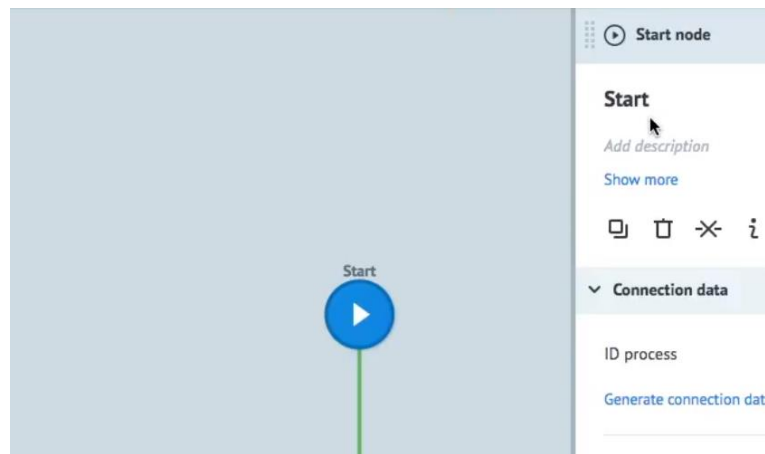 Start node
Start
Add description
Show more
Connection data
ID process
Generate connection dat
Start